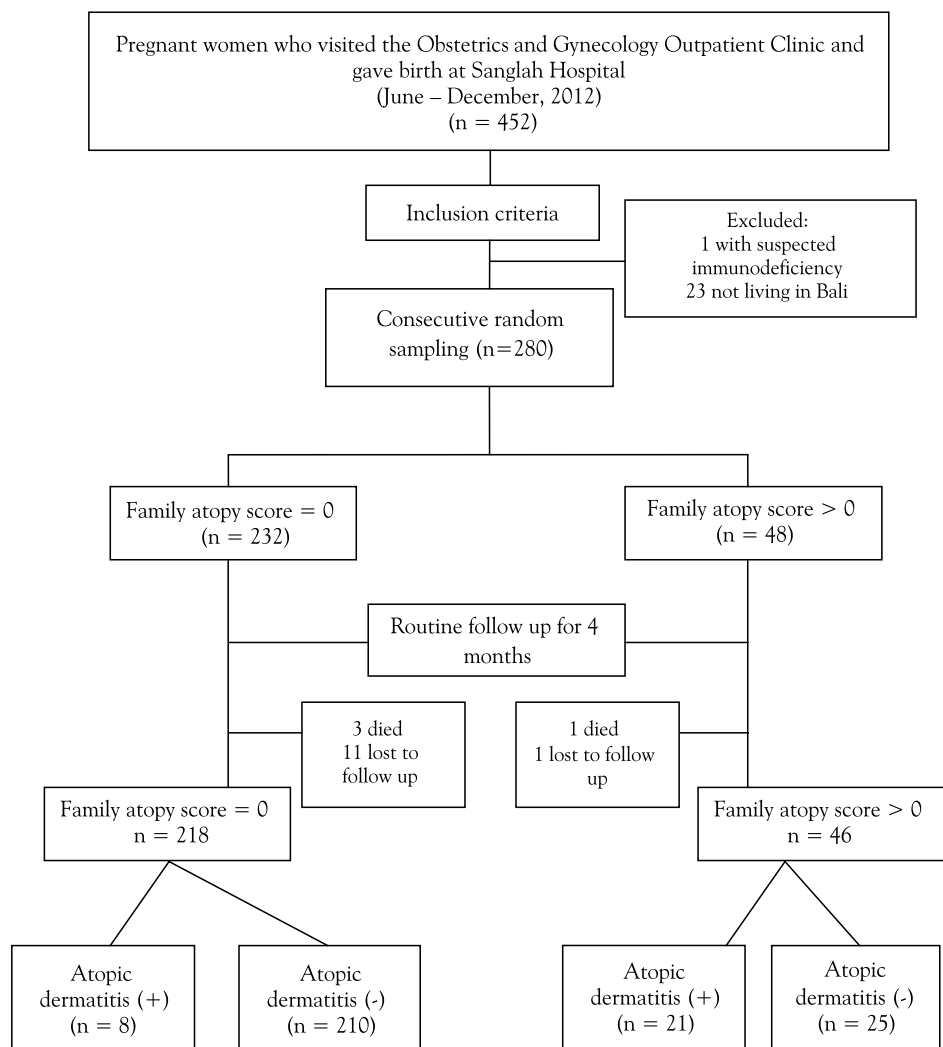 Pregnant women who visited the Obstetrics and Gynecology Outpatient Clinic and
gave birth at Sanglah Hospital
(June – December, 2012)
(n = 452)
Inclusion criteria
Excluded:
1 with suspected
immunodeficiency
23 not living in Bali
Consecutive random
sampling (n=280)
Family atopy score = 0
(n = 232)
Family atopy score > 0
(n = 48)
Routine follow up for 4
months
3 died
11 lost to
follow up
1 died
1 lost to follow
up
Family atopy score = 0
n = 218
Family atopy score > 0
n = 46
Atopic
dermatitis (+)
(n = 8)
Atopic
dermatitis (-)
(n = 210)
Atopic
dermatitis (+)
(n = 21)
Atopic
dermatitis (-)
(n = 25)